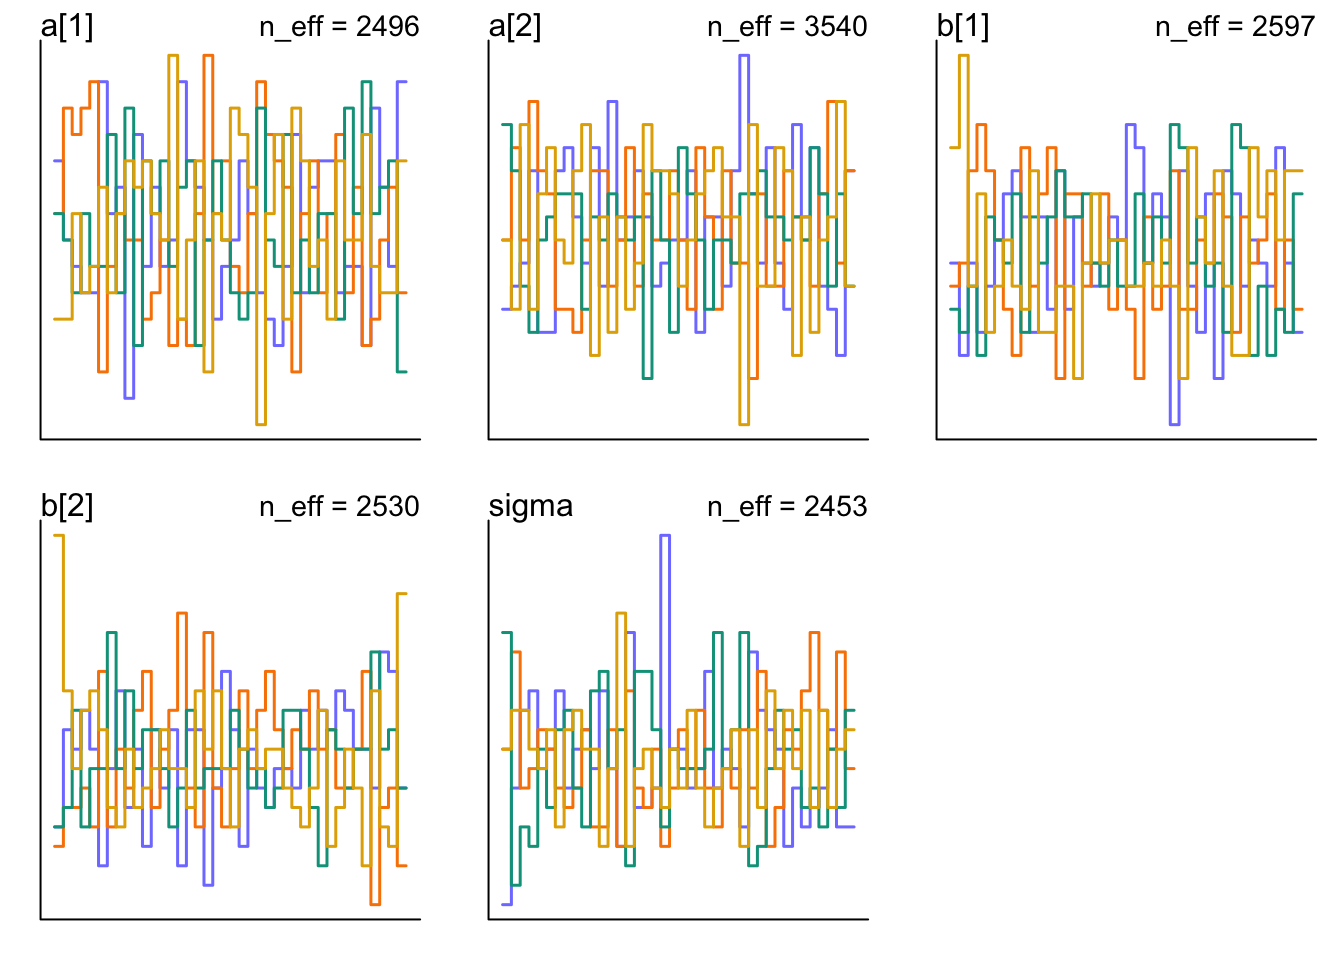 a[1] n_eff = 2496
a[2] n_eff = 3540
b[1] n_eff = 2597
b[2] n_eff = 2530
sigma n_eff = 2453